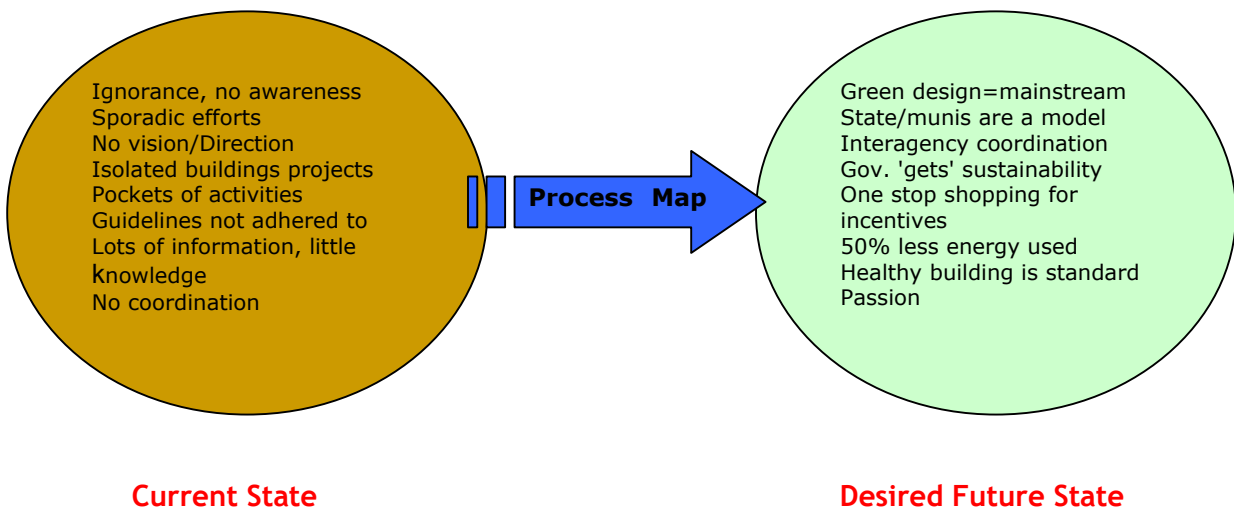 Ignorance, no awareness
Sporadic efforts
No vision/Direction
Isolated buildings projects
Pockets of activities
Guidelines not adhered to
Lots of information, little
knowledge
No coordination
Process Map
Green design=mainstream
State/munis are a model
Interagency coordination
Gov. 'gets' sustainability
One stop shopping for
incentives
50% less energy used
Healthy building is standard
Passion
Current State
Desired Future State